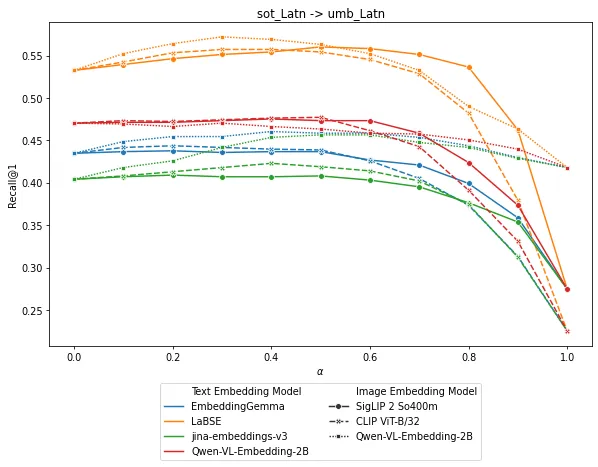 sot_Latn -> umb_Latn
Recall@1
0.55
0.50
0.45
0.40
0.35
0.30
0.25
0.0 0.2 0.4 0.6 0.8 1.0
α
Text Embedding Model
EmbeddingGemma
LaBSE
jina-embeddings-v3
Qwen-VL-Embedding-2B
Image Embedding Model
SigLIP 2 So400m
CLIP ViT-B/32
Qwen-VL-Embedding-2B